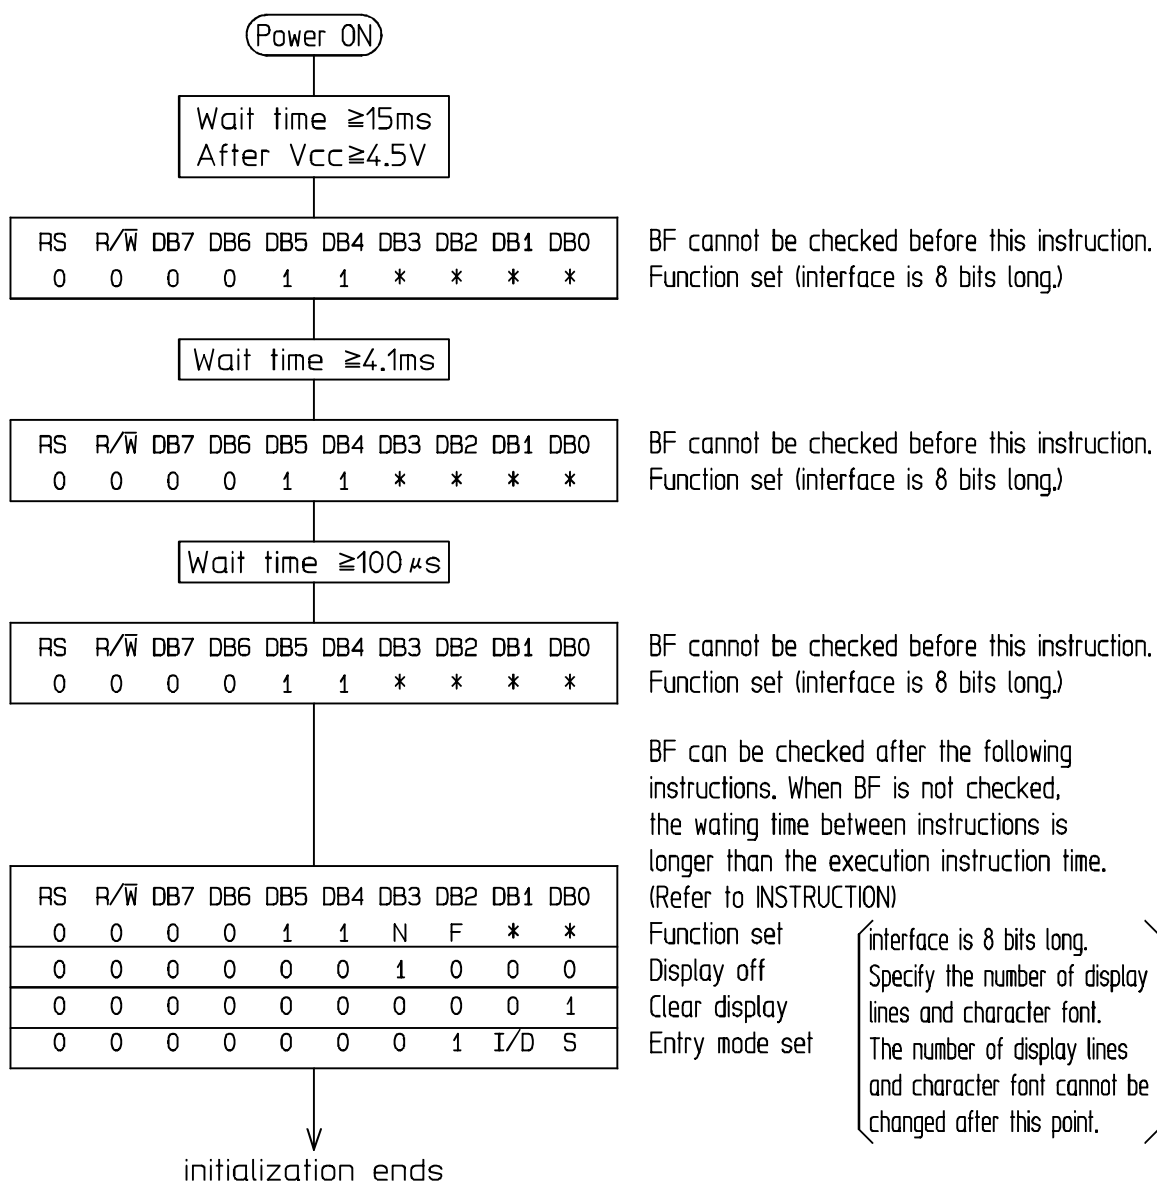 Power ON
Wait time ≧15ms
After Vcc≧4.5V
RS R/W̅ DB7 DB6 DB5 DB4 DB3 DB2 DB1 DB0
0 0 0 0 1 1 * * * *
BF cannot be checked before this instruction.
Function set (interface is 8 bits long.)
Wait time ≧4.1ms
RS R/W̅ DB7 DB6 DB5 DB4 DB3 DB2 DB1 DB0
0 0 0 0 1 1 * * * *
BF cannot be checked before this instruction.
Function set (interface is 8 bits long.)
Wait time ≧100μs
RS R/W̅ DB7 DB6 DB5 DB4 DB3 DB2 DB1 DB0
0 0 0 0 1 1 * * * *
BF cannot be checked before this instruction.
Function set (interface is 8 bits long.)
BF can be checked after the following
instructions. When BF is not checked,
the wating time between instructions is
longer than the execution instruction time.
(Refer to INSTRUCTION)
RS R/W̅ DB7 DB6 DB5 DB4 DB3 DB2 DB1 DB0
0 0 0 0 1 1 N F * *
0 0 0 0 0 0 1 0 0 0
0 0 0 0 0 0 0 0 0 1
0 0 0 0 0 0 0 1 I/D S
Function set
Display off
Clear display
Entry mode set
interface is 8 bits long.
Specify the number of display
lines and character font.
The number of display lines
and character font cannot be
changed after this point.
initialization ends